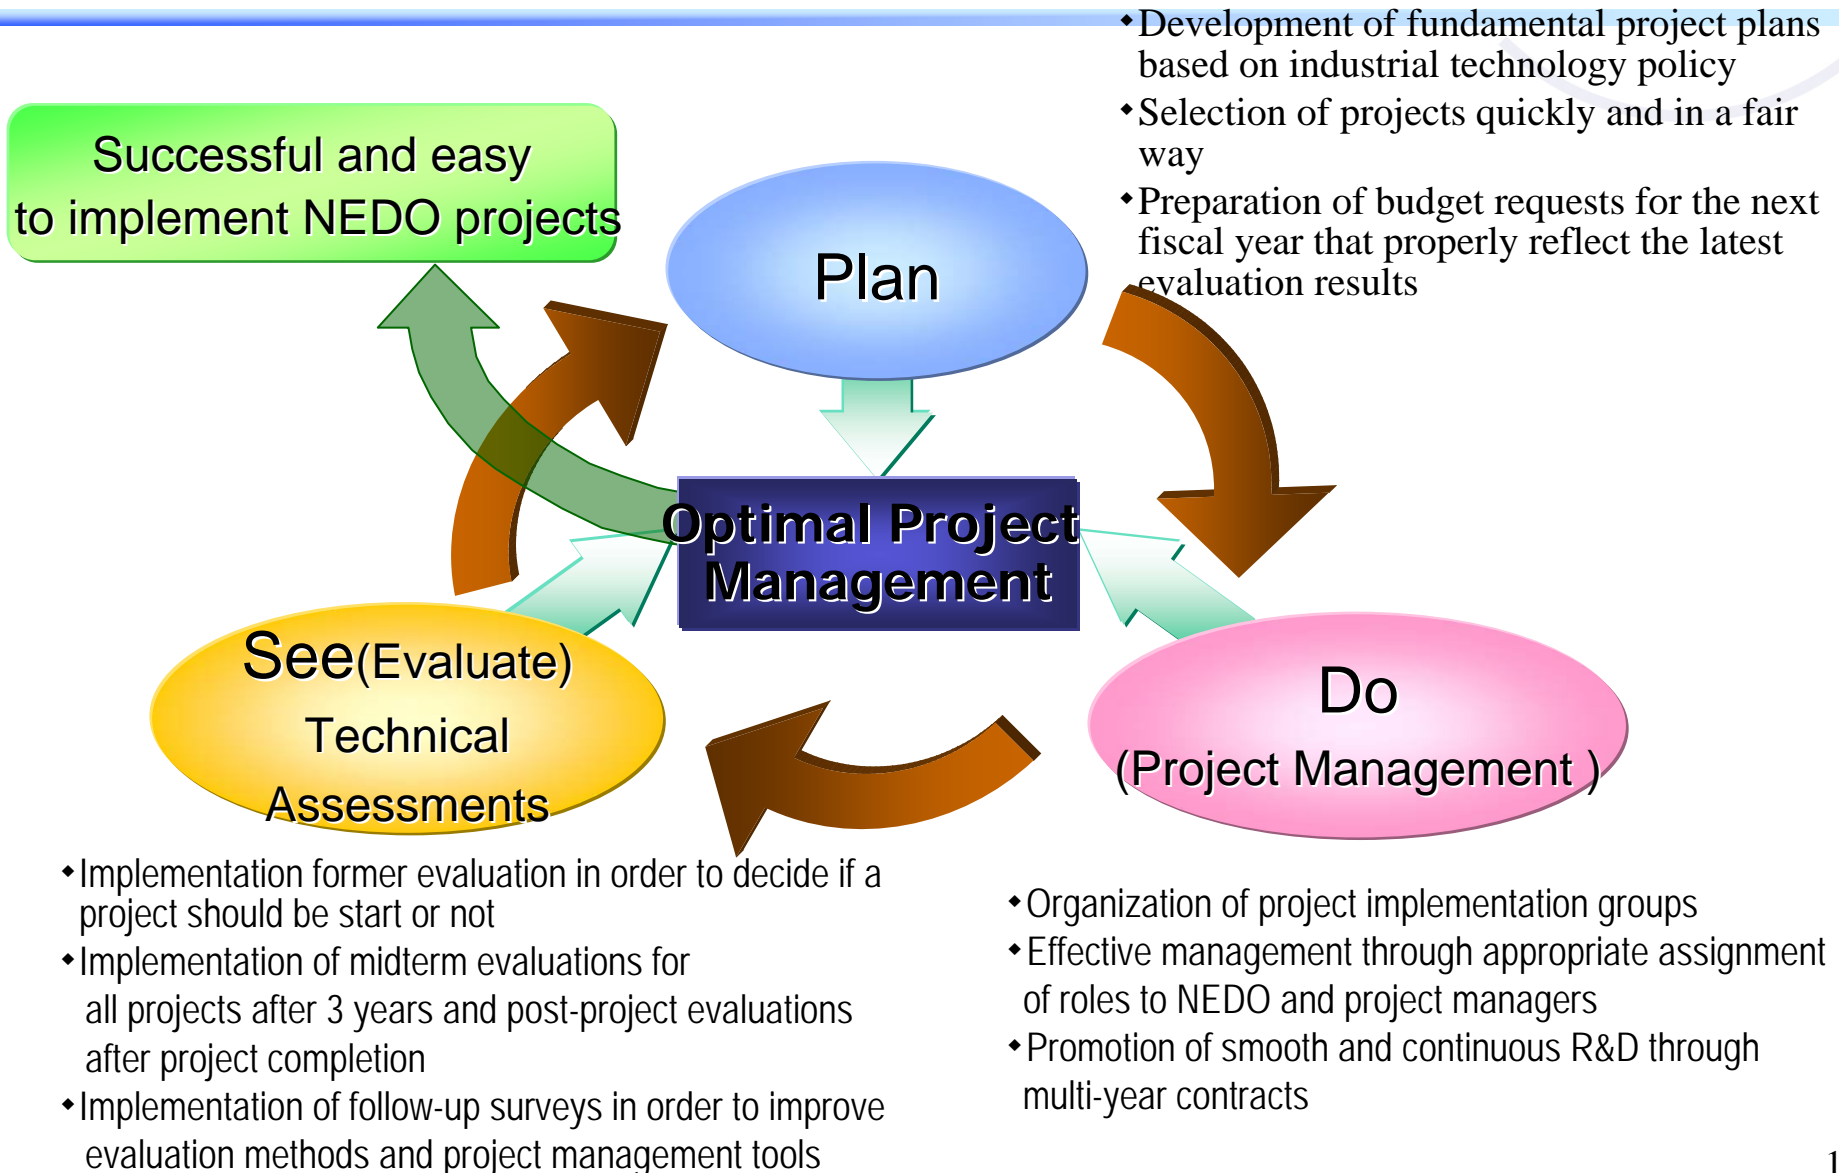 ◆Development of fundamental project plans
based on industrial technology policy
◆Selection of projects quickly and in a fair
way
◆Preparation of budget requests for the next
fiscal year that properly reflect the latest
evaluation results
Successful and easy
to implement NEDO projects
Plan
Optimal Project
Management
See(Evaluate)
Technical
Assessments
Do
(Project Management )
◆Implementation former evaluation in order to decide if a
project should be start or not
◆Implementation of midterm evaluations for
all projects after 3 years and post-project evaluations
after project completion
◆Implementation of follow-up surveys in order to improve
evaluation methods and project management tools
◆Organization of project implementation groups
◆Effective management through appropriate assignment
of roles to NEDO and project managers
◆Promotion of smooth and continuous R&D through
multi-year contracts
1